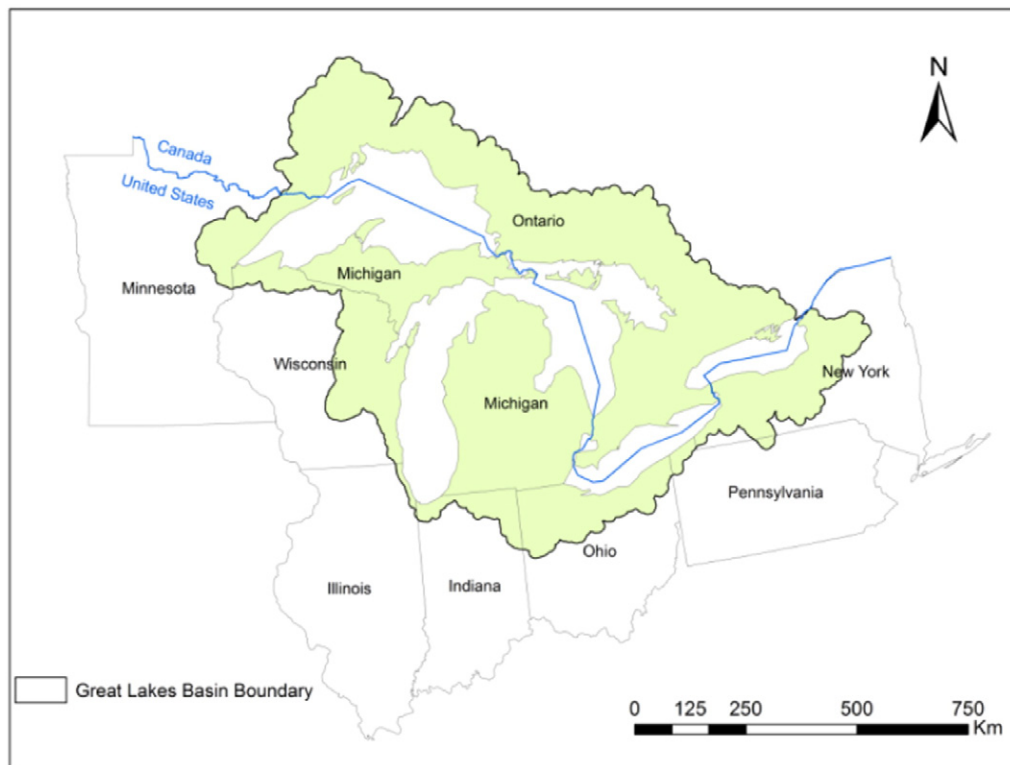 N
Canada
United States
Ontario
Michigan
Minnesota
Wisconsin
New York
Michigan
Pennsylvania
Ohio
Illinois
Indiana
Great Lakes Basin Boundary
0 125 250 500 750
Km